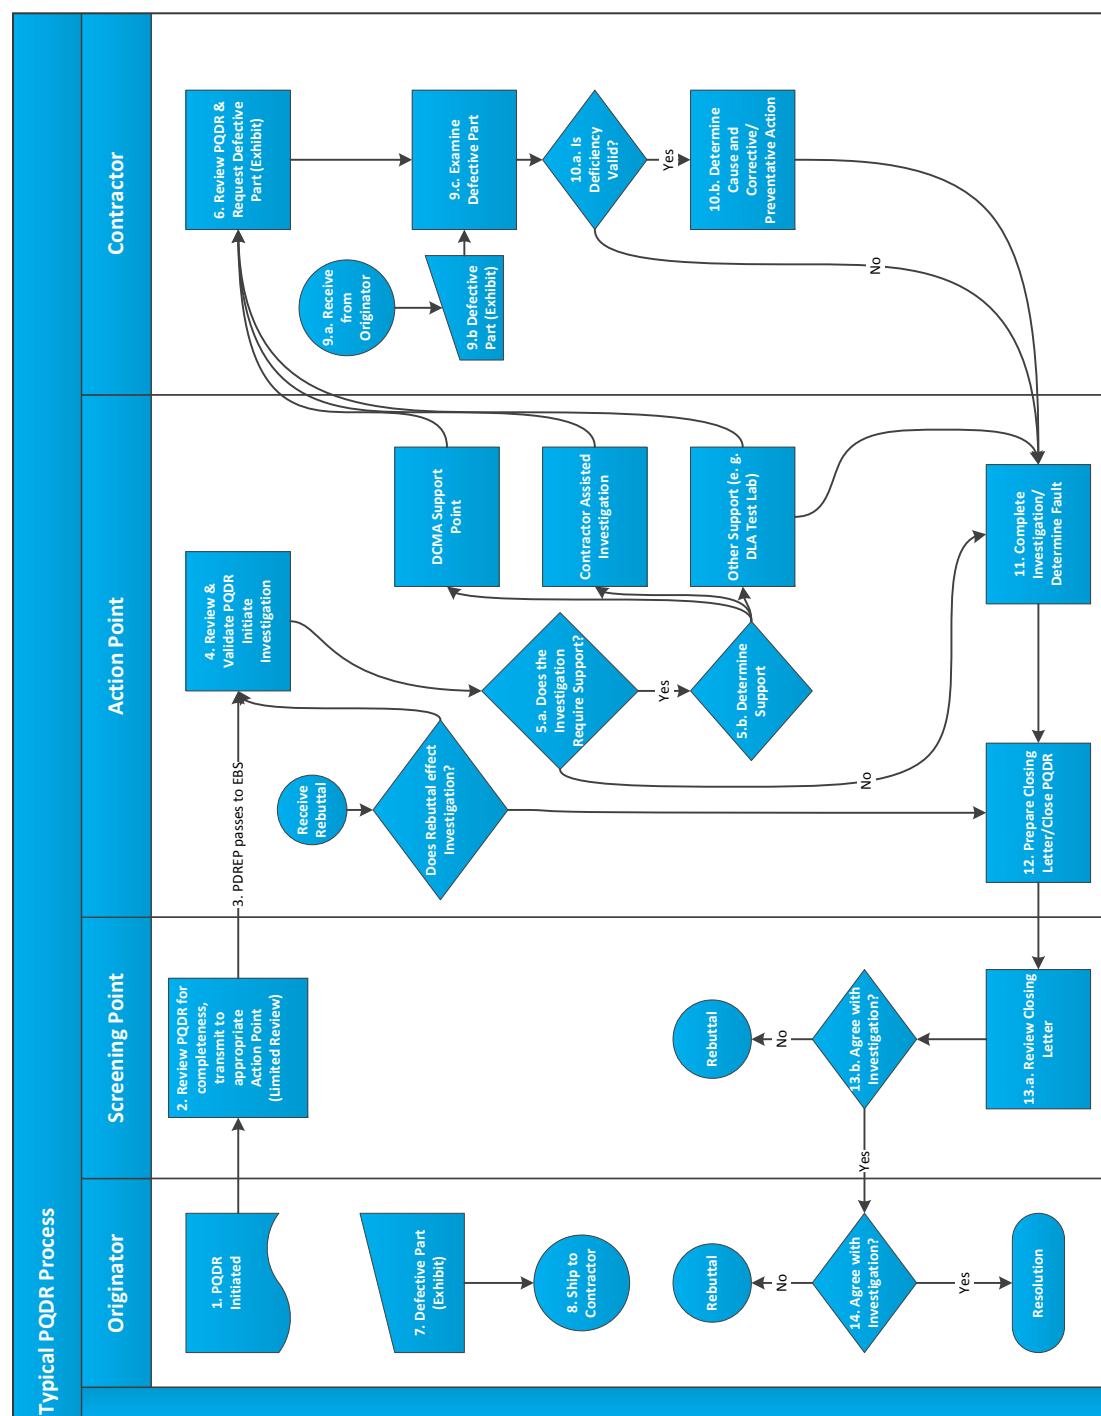 Typical PQDR Process
Originator
1. PQDR
Initiated
7. Defective Part
(Exhibit)
8. Ship to
Contractor
Rebuttal
No
14. Agree with
Investigation?
Yes
Resolution
Screening Point
2. Review PQDR for
completeness,
transmit to
appropriate
Action Point
(Limited Review)
Rebuttal
No
13.b. Agree with
Investigation?
Yes
13.a. Review Closing
Letter
Action Point
3. PDREP passes to EBS
4. Review &
Validate PQDR
Initiate
Investigation
Receive
Rebuttal
Does Rebuttal effect
Investigation?
5.a. Does the
Investigation
Require Support?
Yes
No
5.b. Determine
Support
DCMA Support
Point
Contractor Assisted
Investigation
Other Support (e. g.
DLA Test Lab)
11. Complete
Investigation/
Determine Fault
12. Prepare Closing
Letter/Close PQDR
Contractor
6. Review PQDR &
Request Defective
Part (Exhibit)
9.a. Receive
from
Originator
9.b Defective
Part (Exhibit)
9.c. Examine
Defective Part
10.a. Is
Deficiency
Valid?
Yes
No
10.b. Determine
Cause and
Corrective/
Preventative Action